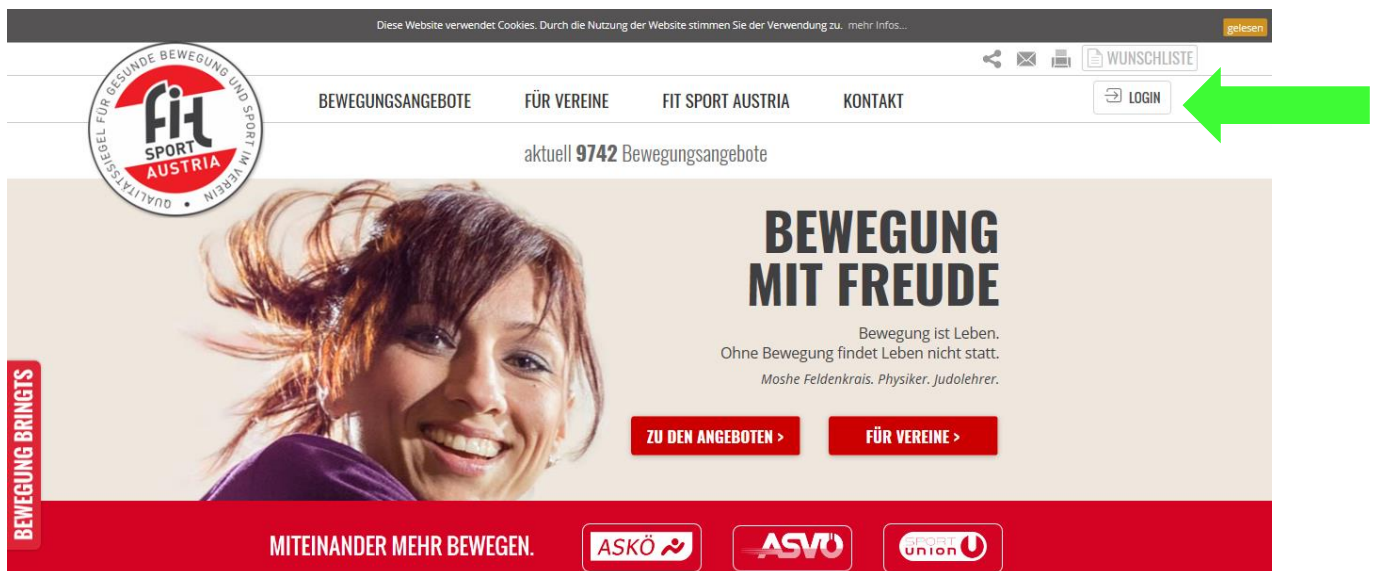 Diese Website verwendet Cookies. Durch die Nutzung der Website stimmen Sie der Verwendung zu. mehr Infos...
gelesen
WUNSCHLISTE
QUALITÄTSSIEGEL FÜR GESUNDE BEWEGUNG UND SPORT IM VEREIN •
fit
SPORT
AUSTRIA
BEWEGUNGSANGEBOTE FÜR VEREINE FIT SPORT AUSTRIA KONTAKT
LOGIN
aktuell 9742 Bewegungsangebote
BEWEGUNG
MIT FREUDE
Bewegung ist Leben.
Ohne Bewegung findet Leben nicht statt.
Moshe Feldenkrais. Physiker. Judolehrer.
ZU DEN ANGEBOTEN > FÜR VEREINE >
BEWEGUNG BRINGTS
MITEINANDER MEHR BEWEGEN. ASKÖ ASVÖ SPORT
union